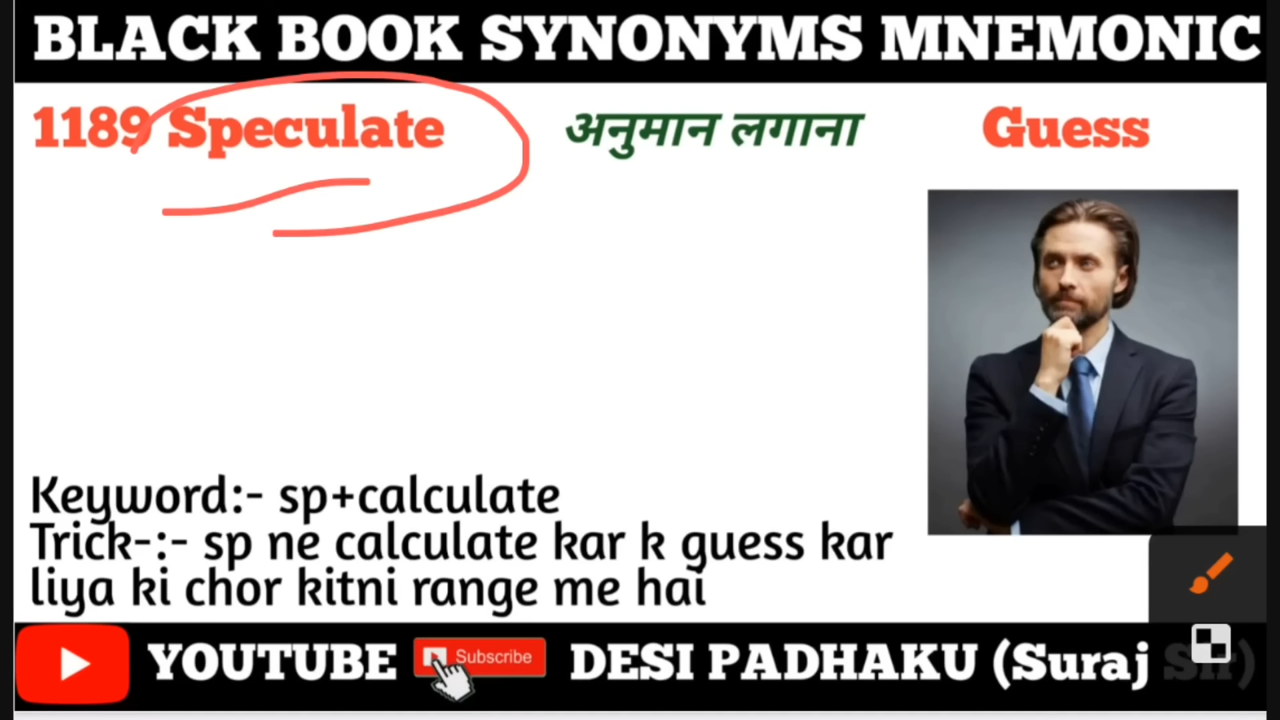 BLACK BOOK SYNONYMS MNEMONIC
1189 Speculate अनुमान लगाना Guess
Keyword:- sp+calculate
Trick-:- sp ne calculate kar k guess kar
liya ki chor kitni range me hai
YOUTUBE Subscribe DESI PADHAKU (Suraj Sir)